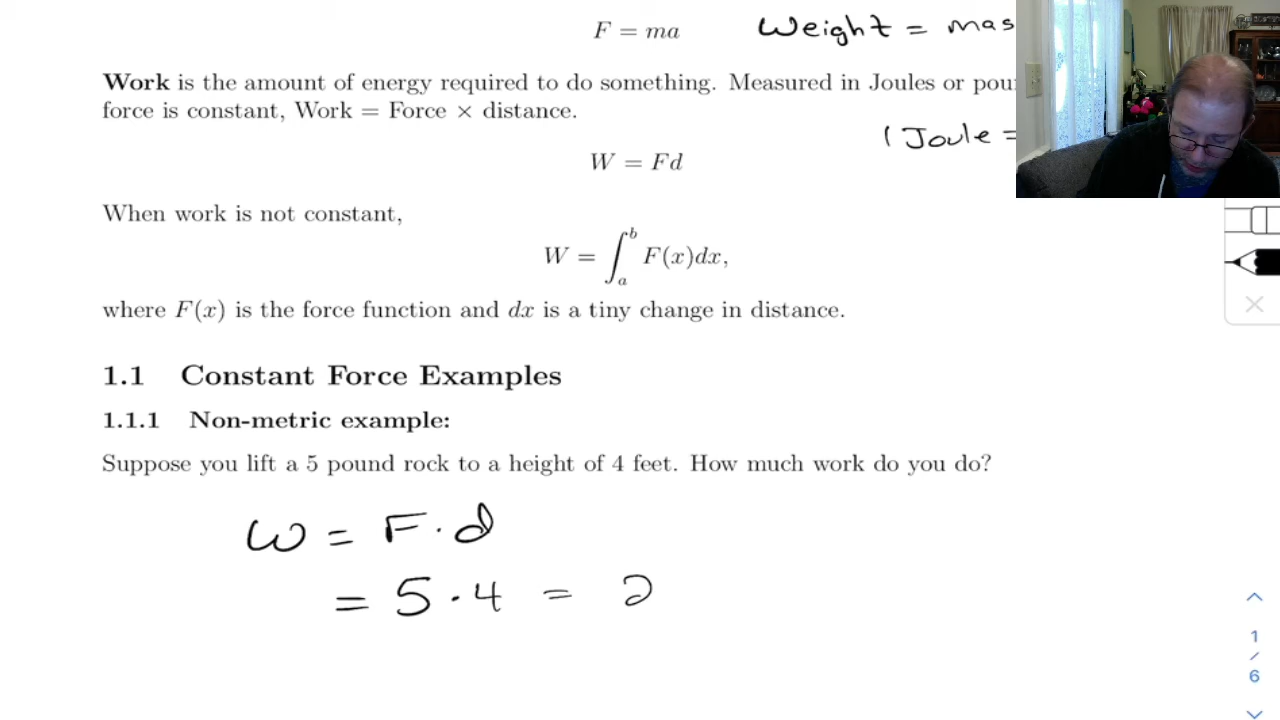 F = ma
Weight = mas
Work is the amount of energy required to do something. Measured in Joules or pou
force is constant, Work = Force × distance.
1 Joule =
W = Fd
When work is not constant,
W = ∫_a^b F(x)dx,
where F(x) is the force function and dx is a tiny change in distance.
1.1 Constant Force Examples
1.1.1 Non-metric example:
Suppose you lift a 5 pound rock to a height of 4 feet. How much work do you do?
W = F · d
= 5 · 4 = 2
1
/
6